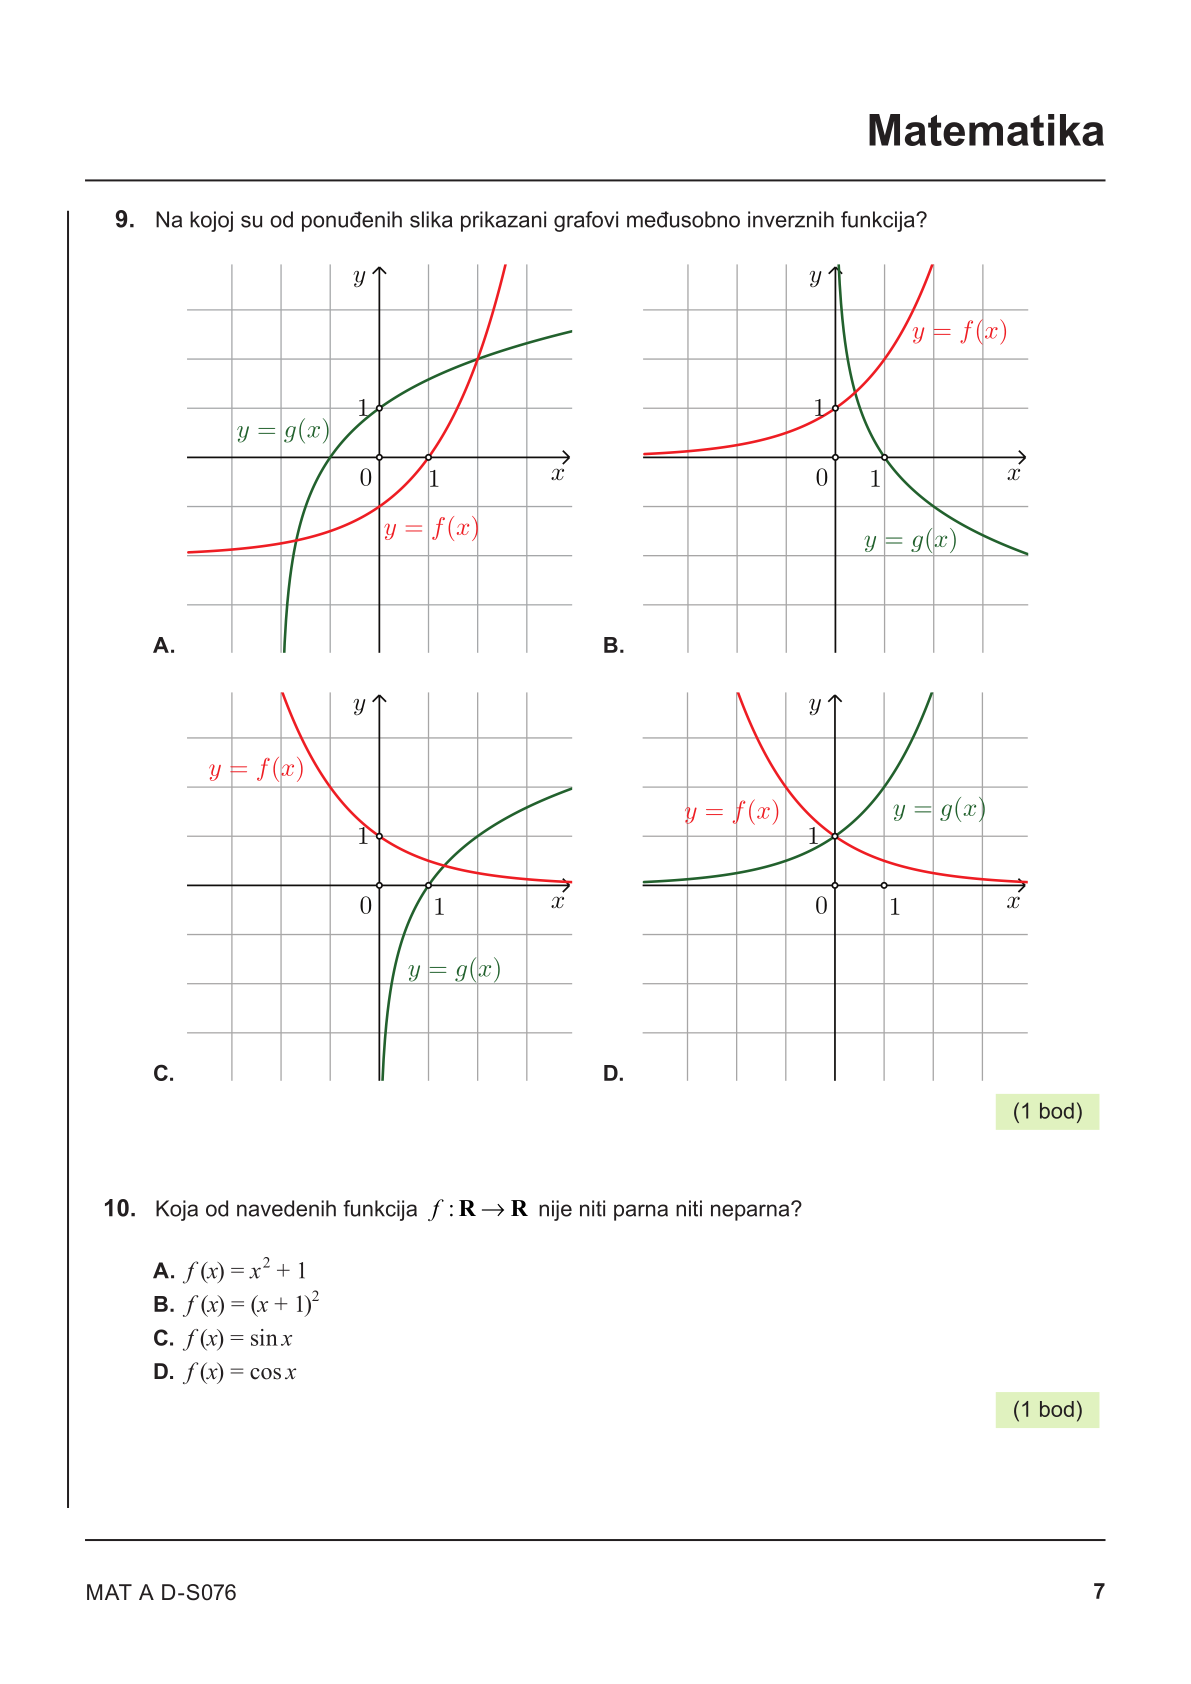 Matematika
9. Na kojoj su od ponuđenih slika prikazani grafovi međusobno inverznih funkcija?
y
1
y = g(x)
0
1
x
y = f(x)
A.
y
y = f(x)
1
0
1
x
y = g(x)
B.
y
y = f(x)
1
0
1
x
y = g(x)
C.
y
y = f(x)
y = g(x)
1
0
1
x
D.
(1 bod)
10. Koja od navedenih funkcija f : R → R nije niti parna niti neparna?
A. f (x) = x² + 1
B. f (x) = (x + 1)²
C. f (x) = sin x
D. f (x) = cos x
(1 bod)
MAT A D-S076
7